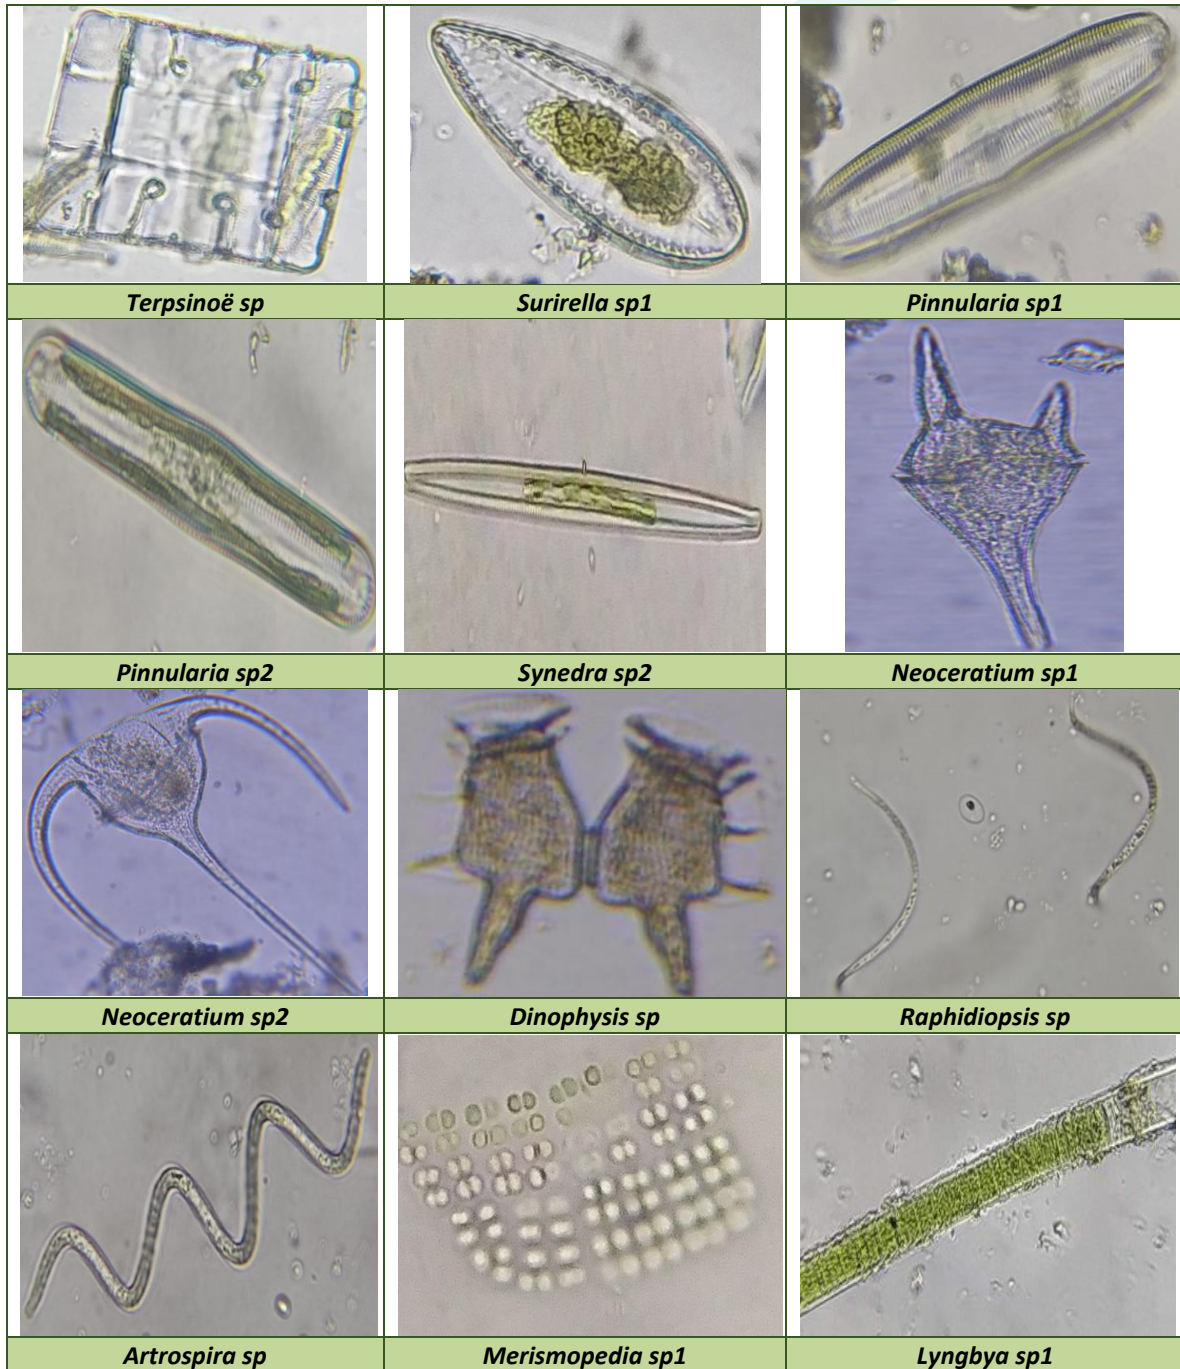 Terpsinoë sp
Surirella sp1
Pinnularia sp1
Pinnularia sp2
Synedra sp2
Neoceratium sp1
Neoceratium sp2
Dinophysis sp
Raphidiopsis sp
Artrospira sp
Merismopedia sp1
Lyngbya sp1